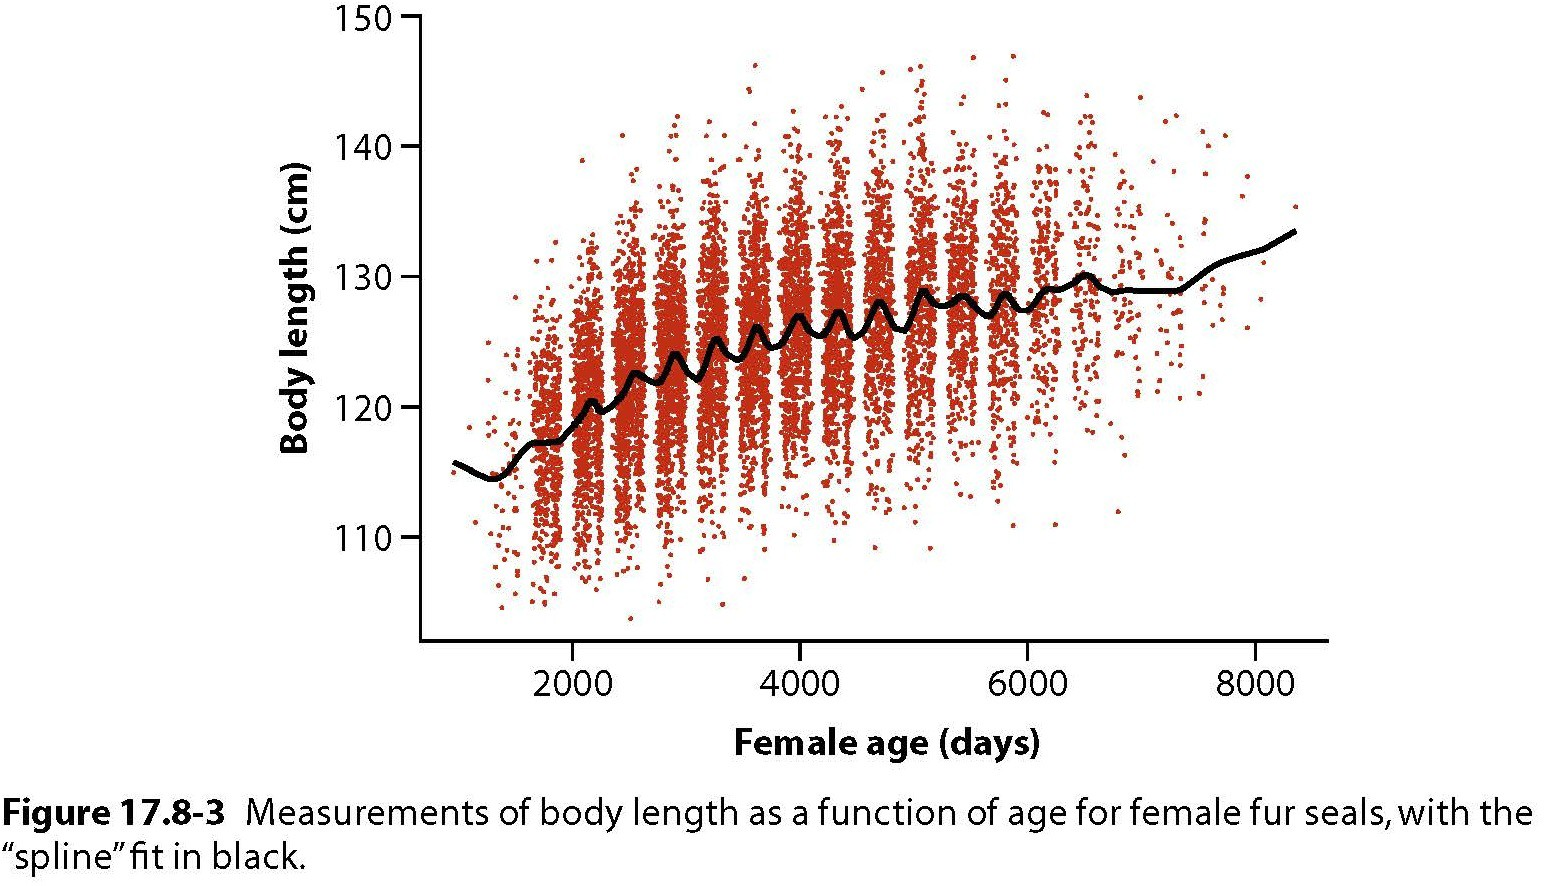 150
140
130
120
110
Body length (cm)
2000 4000 6000 8000
Female age (days)
Figure 17.8-3 Measurements of body length as a function of age for female fur seals, with the
“spline” fit in black.